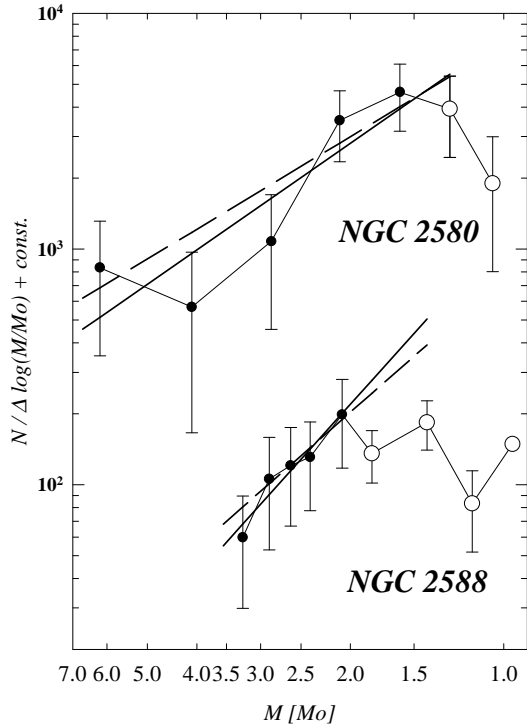 10⁴
10³
10²
N / Δ log(M/Mo) + const.
NGC 2580
NGC 2588
7.0 6.0 5.0 4.0 3.5 3.0 2.5 2.0 1.5 1.0
M [Mo]